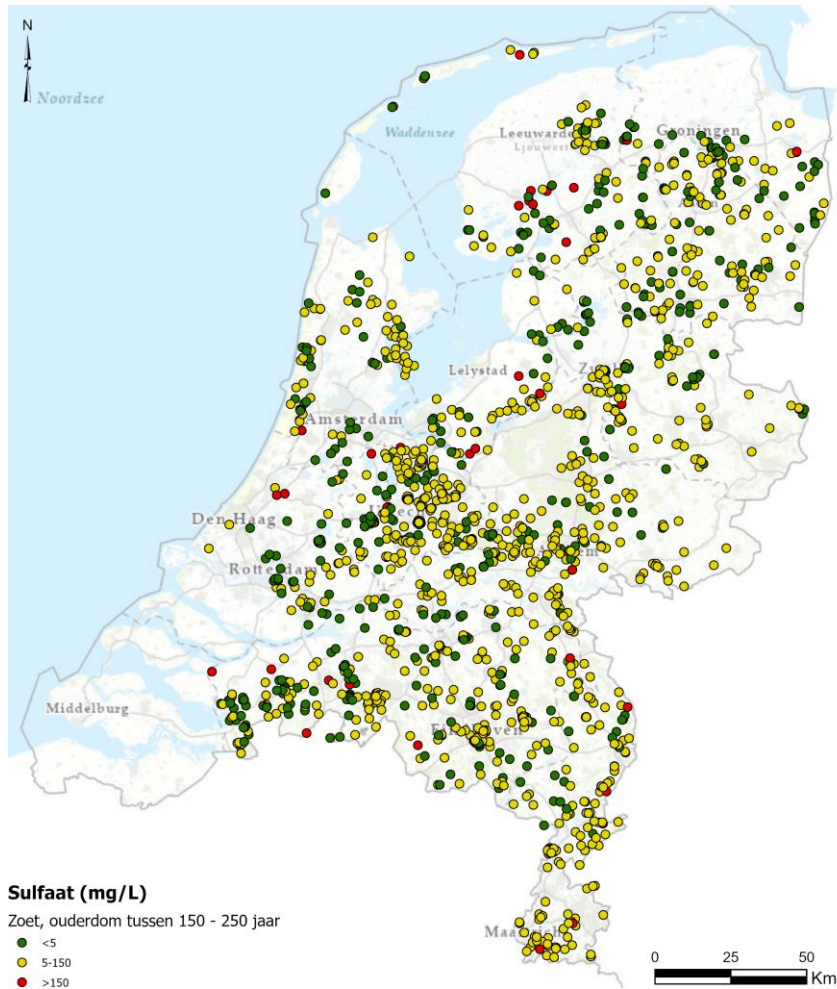 N
Noordzee
Waddenzee
Leeuwarde
Ljouwert
Groningen
Lelystad
Amsterdam
Den Haag
Rotterdam
Middelburg
Sulfaat (mg/L)
Zoet, ouderdom tussen 150 - 250 jaar
<5
5-150
>150
0 25 50
Km